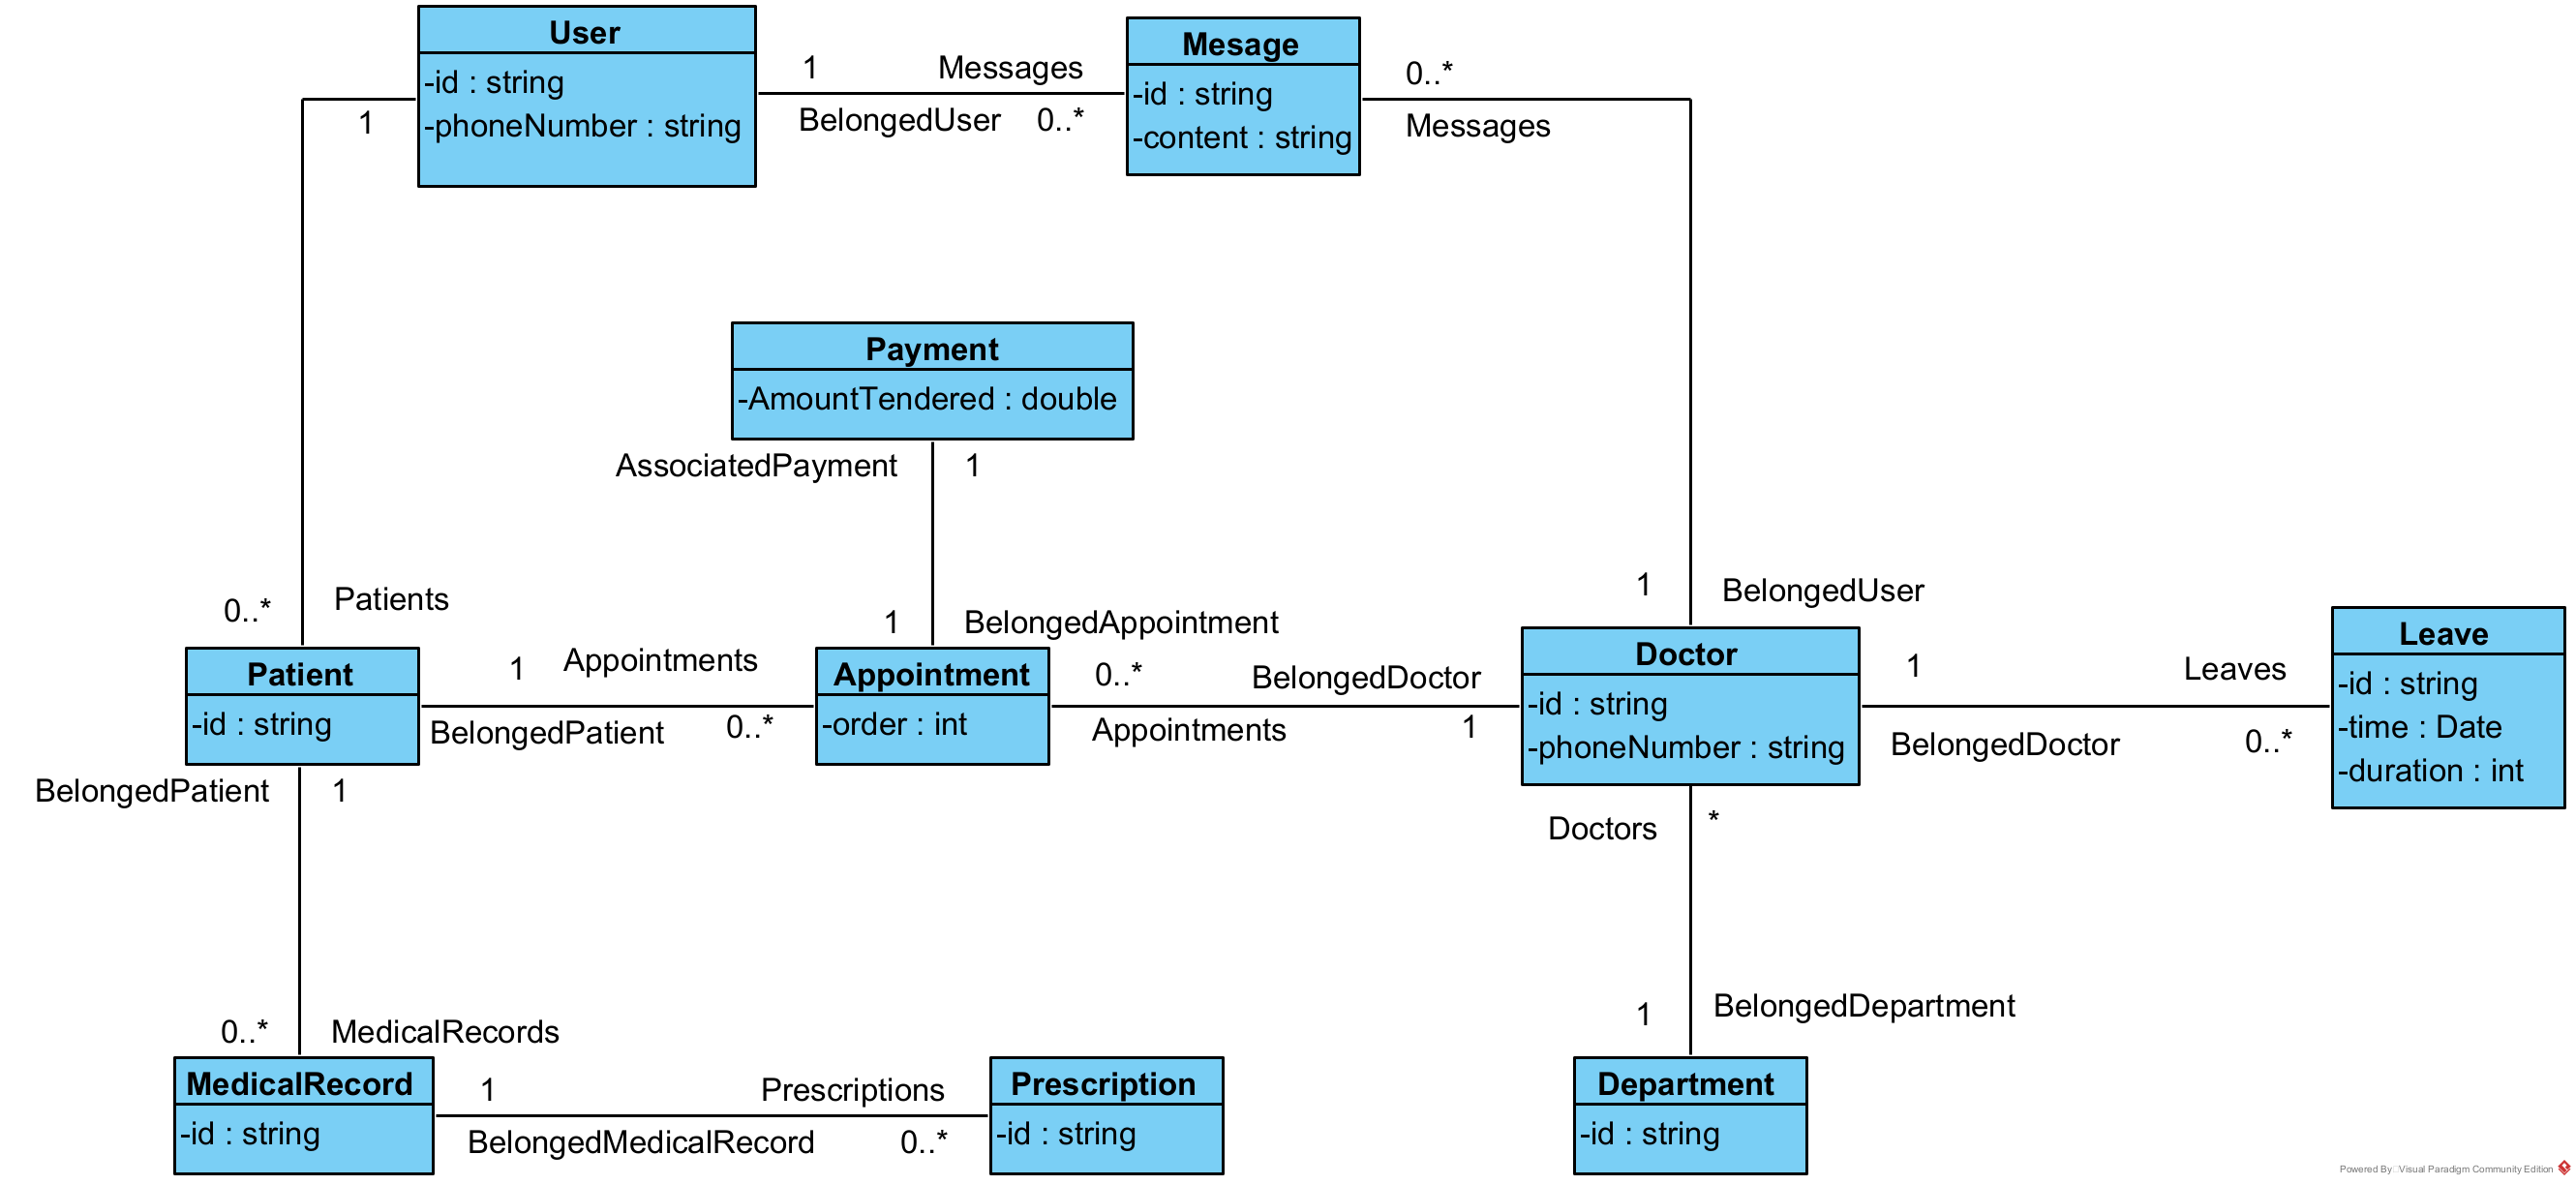 User
-id : string
-phoneNumber : string
1
Messages
BelongedUser
0..*
Mesage
-id : string
-content : string
0..*
Messages
1
Payment
-AmountTendered : double
AssociatedPayment
1
0..*
Patients
1
BelongedAppointment
1
BelongedUser
Patient
-id : string
1
Appointments
BelongedPatient
0..*
Appointment
-order : int
0..*
BelongedDoctor
Appointments
1
Doctor
-id : string
-phoneNumber : string
1
Leaves
BelongedDoctor
0..*
Leave
-id : string
-time : Date
-duration : int
BelongedPatient
1
Doctors
*
0..*
MedicalRecords
1
BelongedDepartment
MedicalRecord
-id : string
1
Prescriptions
BelongedMedicalRecord
0..*
Prescription
-id : string
Department
-id : string
Powered By Visual Paradigm Community Edition